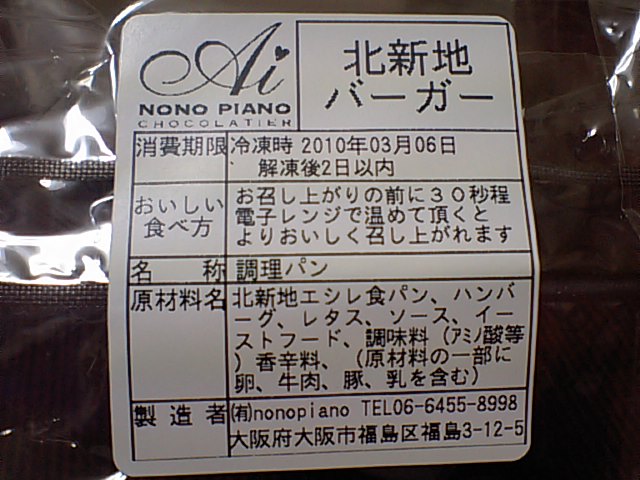 Ai
NONO PIANO
CHOCOLATIER
北新地
バーガー
消費期限 冷凍時 2010年03月06日
解凍後2日以内
おいしい
食べ方
お召し上がりの前に３０秒程
電子レンジで温めて頂くと
よりおいしく召し上がれます
名 称 調理パン
原材料名 北新地エシレ食パン、ハンバ
ーグ、レタス、ソース、イー
ストフード、調味料（アミノ酸等
）香辛料、（原材料の一部に
卵、牛肉、豚、乳を含む）
製造者 ㈲nonopiano TEL06-6455-8998
大阪府大阪市福島区福島3-12-5